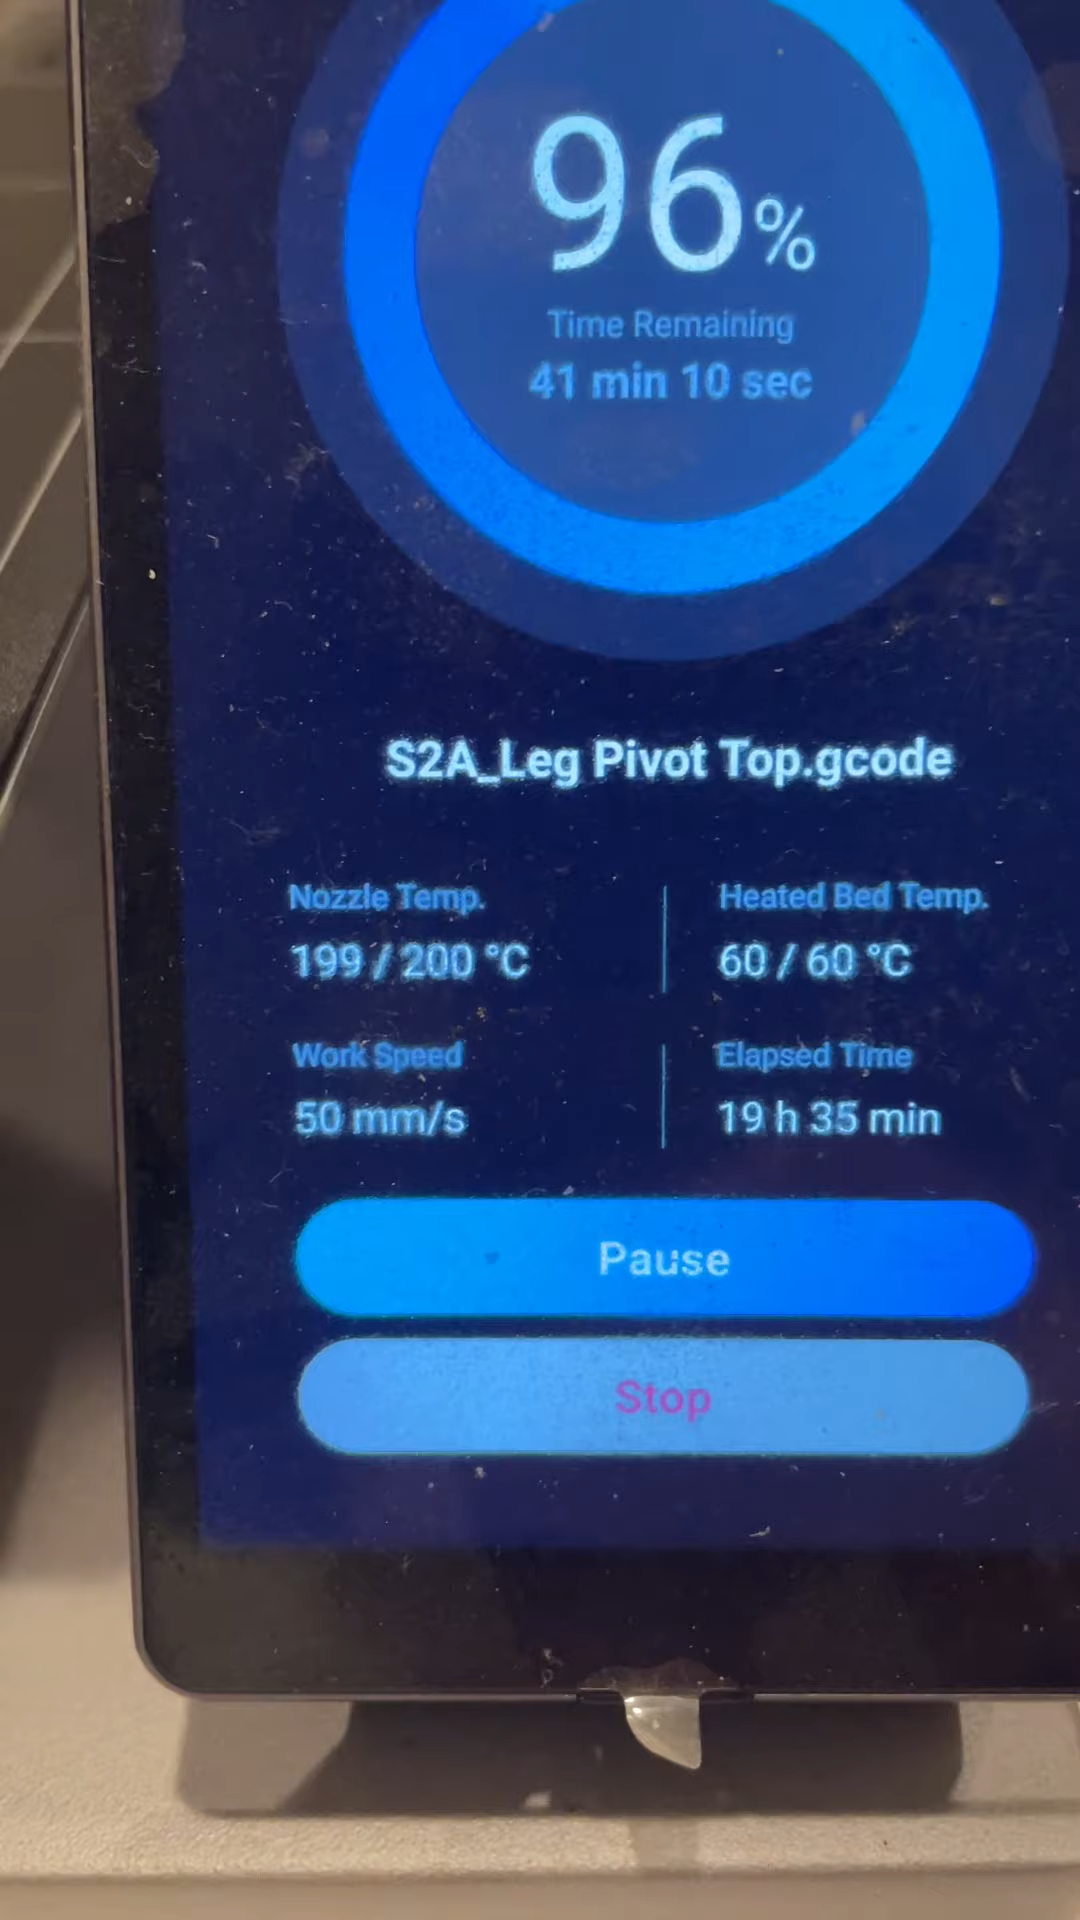 96%
Time Remaining
41 min 10 sec
S2A_Leg Pivot Top.gcode
Nozzle Temp.
Heated Bed Temp.
199 / 200 °C
60 / 60 °C
Work Speed
Elapsed Time
50 mm/s
19 h 35 min
Pause
Stop